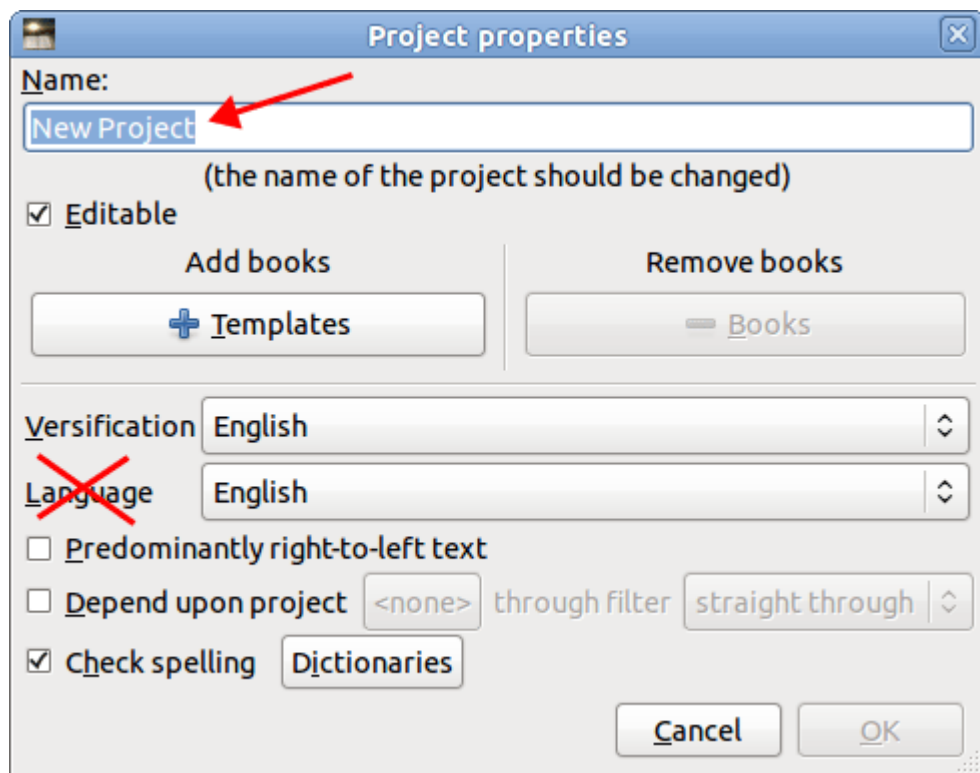 Project properties
Name:
New Project
(the name of the project should be changed)
Editable
Add books
Remove books
Templates
Books
Versification English
Language English
Predominantly right-to-left text
Depend upon project <none> through filter straight through
Check spelling Dictionaries
Cancel OK